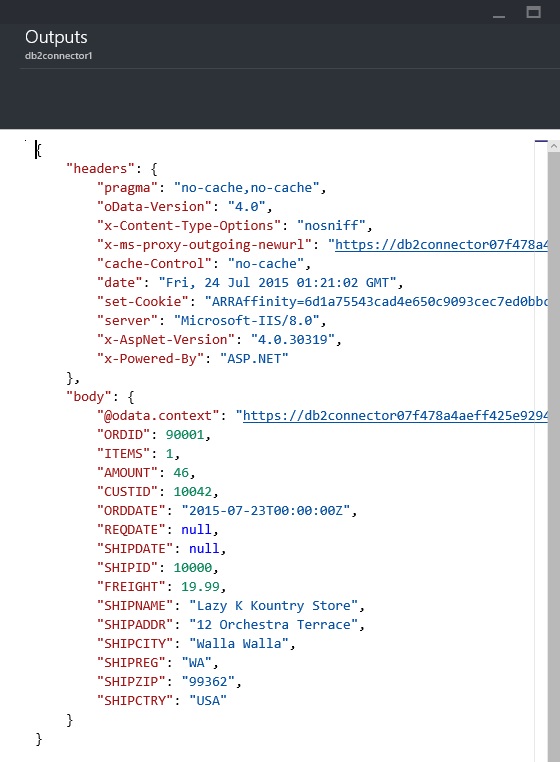 Outputs
db2connector1
{
"headers": {
"pragma": "no-cache,no-cache",
"oData-Version": "4.0",
"x-Content-Type-Options": "nosniff",
"x-ms-proxy-outgoing-newurl": "https://db2connector07f478a4
"cache-Control": "no-cache",
"date": "Fri, 24 Jul 2015 01:21:02 GMT",
"set-Cookie": "ARRAffinity=6d1a75543cad4e650c9093cec7ed0bbc
"server": "Microsoft-IIS/8.0",
"x-AspNet-Version": "4.0.30319",
"x-Powered-By": "ASP.NET"
},
"body": {
"@odata.context": "https://db2connector07f478a4aeff425e9294
"ORDID": 90001,
"ITEMS": 1,
"AMOUNT": 46,
"CUSTID": 10042,
"ORDDATE": "2015-07-23T00:00:00Z",
"REQDATE": null,
"SHIPDATE": null,
"SHIPID": 10000,
"FREIGHT": 19.99,
"SHIPNAME": "Lazy K Kountry Store",
"SHIPADDR": "12 Orchestra Terrace",
"SHIPCITY": "Walla Walla",
"SHIPREG": "WA",
"SHIPZIP": "99362",
"SHIPCTRY": "USA"
}
}